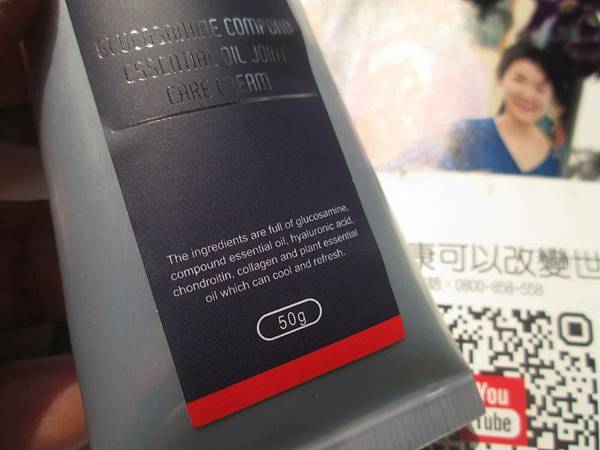 GLUCOSAMINE COMPOUND
ESSENTIAL OIL JOINT
CARE CREAM
The ingredients are full of glucosamine,
compound essential oil, hyaluronic acid,
chondroitin, collagen and plant essential
oil which can cool and refresh.
50g
康可以改變世
話：0800-858-558
You
Tube